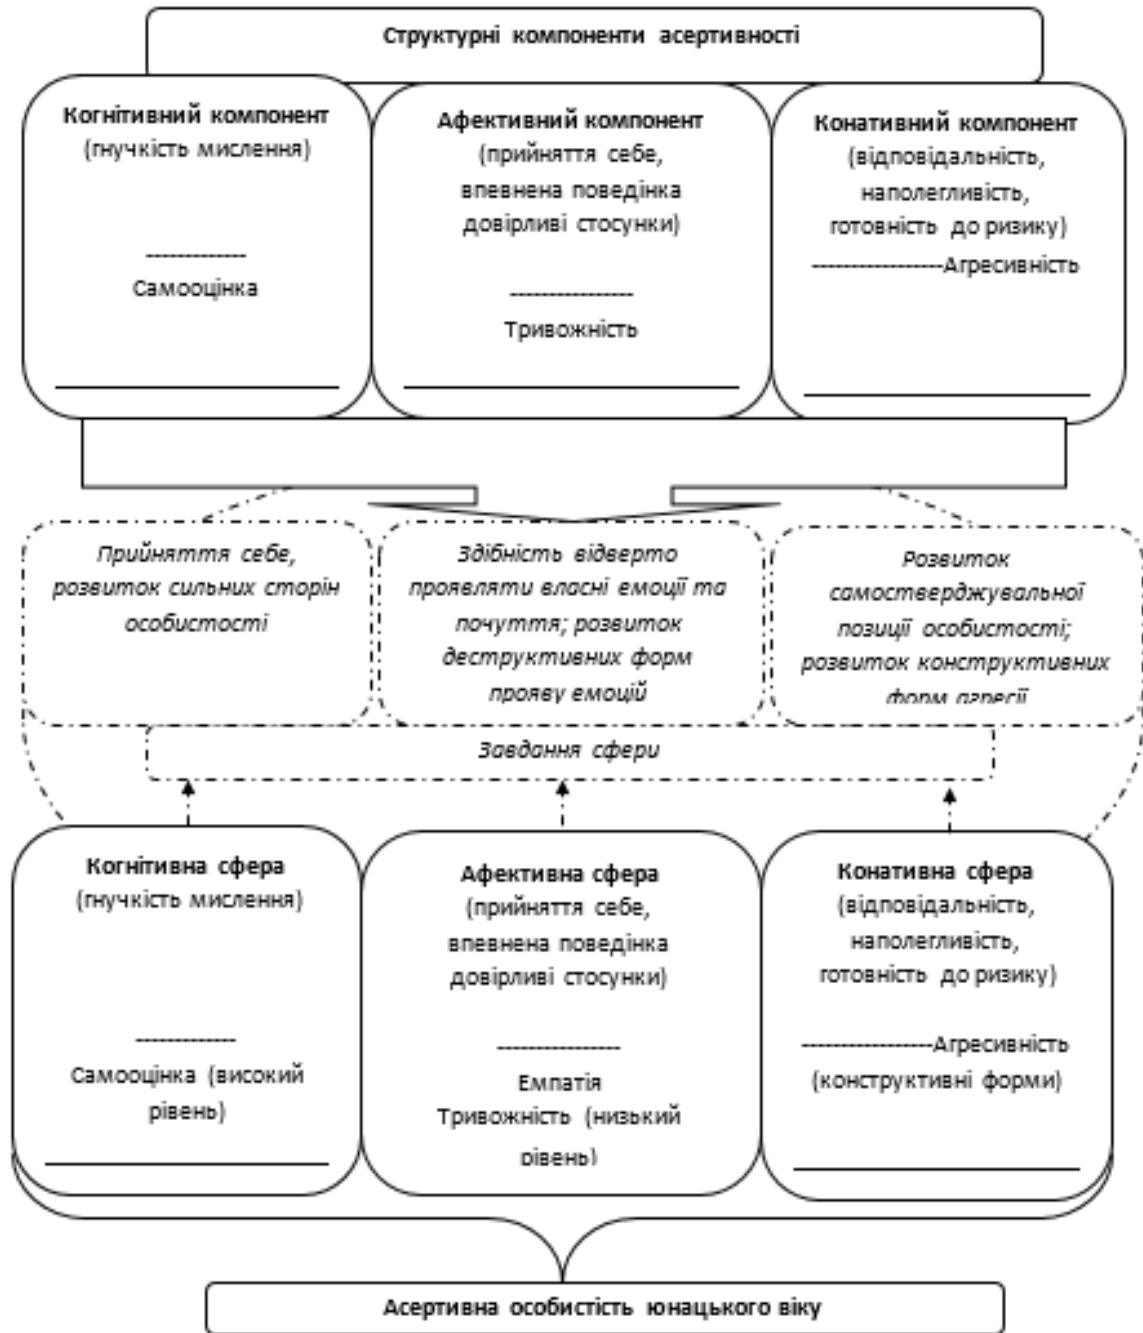 Структурні компоненти асертивності
Когнітивний компонент
(гнучкість мислення)
--------------
Самооцінка
Афективний компонент
(прийняття себе,
впевнена поведінка
довірливі стосунки)
-----------------
Тривожність
Конативний компонент
(відповідальність,
наполегливість,
готовність до ризику)
------------------Агресивність
Прийняття себе,
розвиток сильних сторін
особистості
Здібність відверто
проявляти власні емоції та
почуття; розвиток
деструктивних форм
прояву емоцій
Розвиток
самостверджувальної
позиції особистості;
розвиток конструктивних
форм агресії
Завдання сфери
Когнітивна сфера
(гнучкість мислення)
--------------
Самооцінка (високий
рівень)
Афективна сфера
(прийняття себе,
впевнена поведінка
довірливі стосунки)
-----------------
Емпатія
Тривожність (низький
рівень)
Конативна сфера
(відповідальність,
наполегливість,
готовність до ризику)
------------------Агресивність
(конструктивні форми)
Асертивна особистість юнацького віку